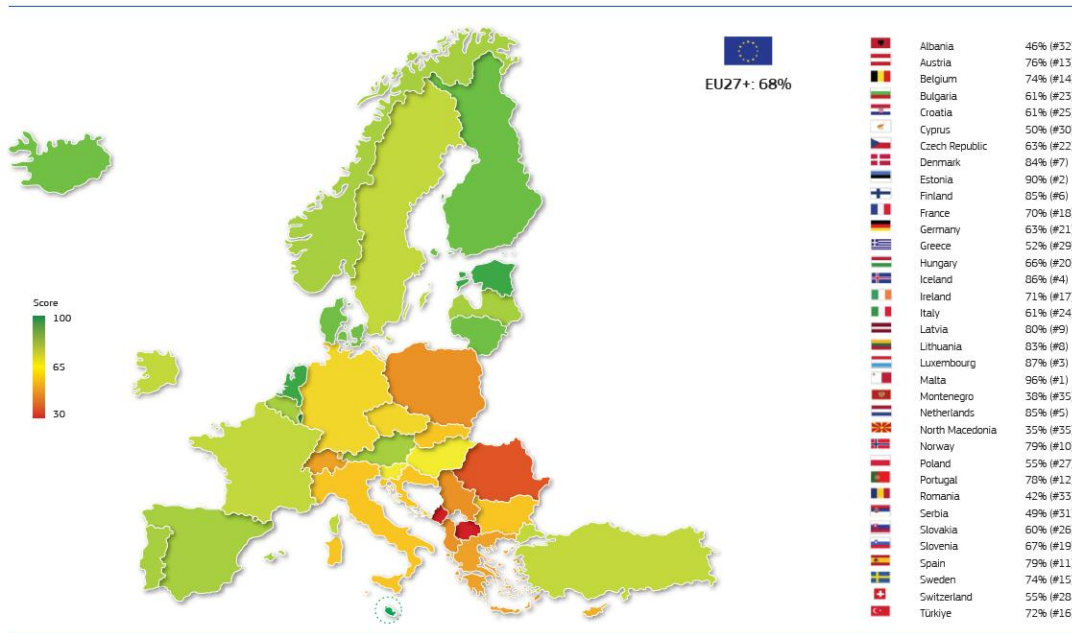 EU27+: 68%
Score
100
65
30
Albania 46% (#32)
Austria 76% (#13)
Belgium 74% (#14)
Bulgaria 61% (#23)
Croatia 61% (#25)
Cyprus 50% (#30)
Czech Republic 63% (#22)
Denmark 84% (#7)
Estonia 90% (#2)
Finland 85% (#6)
France 70% (#18)
Germany 63% (#21)
Greece 52% (#29)
Hungary 66% (#20)
Iceland 86% (#4)
Ireland 71% (#17)
Italy 61% (#24)
Latvia 80% (#9)
Lithuania 83% (#8)
Luxembourg 87% (#3)
Malta 96% (#1)
Montenegro 38% (#35)
Netherlands 85% (#5)
North Macedonia 35% (#35)
Norway 79% (#10)
Poland 55% (#27)
Portugal 78% (#12)
Romania 42% (#33)
Serbia 49% (#31)
Slovakia 60% (#26)
Slovenia 67% (#19)
Spain 79% (#11)
Sweden 74% (#15)
Switzerland 55% (#28)
Türkiye 72% (#16)